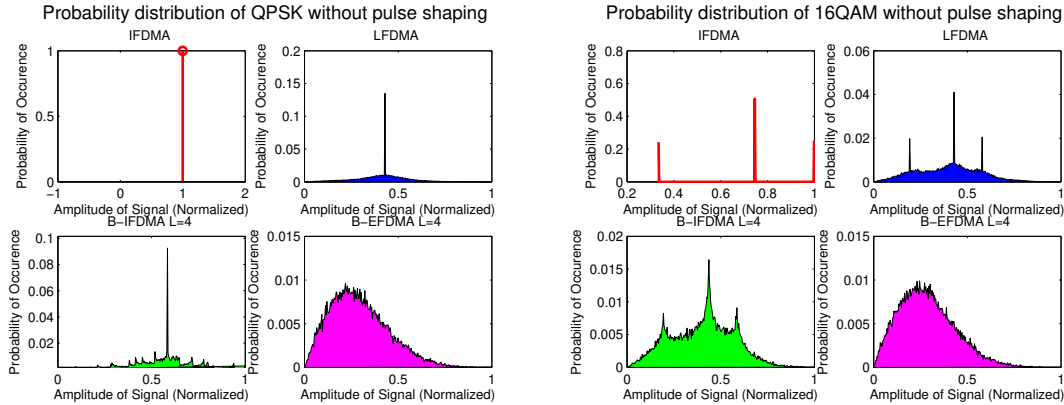 Probability distribution of QPSK without pulse shaping
IFDMA
Probability of Occurrence
1
0.5
0
−1
0
1
2
Amplitude of Signal (Normalized)
LFDMA
Probability of Occurrence
0.2
0.15
0.1
0.05
0
0
0.5
1
Amplitude of Signal (Normalized)
B−IFDMA L=4
Probability of Occurrence
0.1
0.08
0.06
0.04
0.02
0
0.5
1
Amplitude of Signal (Normalized)
B−EFDMA L=4
Probability of Occurrence
0.015
0.01
0.005
0
0
0.5
1
Amplitude of Signal (Normalized)
Probability distribution of 16QAM without pulse shaping
IFDMA
Probability of Occurrence
0.8
0.6
0.4
0.2
0
0.2
0.4
0.6
0.8
1
Amplitude of Signal (Normalized)
LFDMA
Probability of Occurrence
0.06
0.04
0.02
0
0
0.5
1
Amplitude of Signal (Normalized)
B−IFDMA L=4
Probability of Occurrence
0.02
0.015
0.01
0.005
0
0
0.5
1
Amplitude of Signal (Normalized)
B−EFDMA L=4
Probability of Occurrence
0.015
0.01
0.005
0
0
0.5
1
Amplitude of Signal (Normalized)